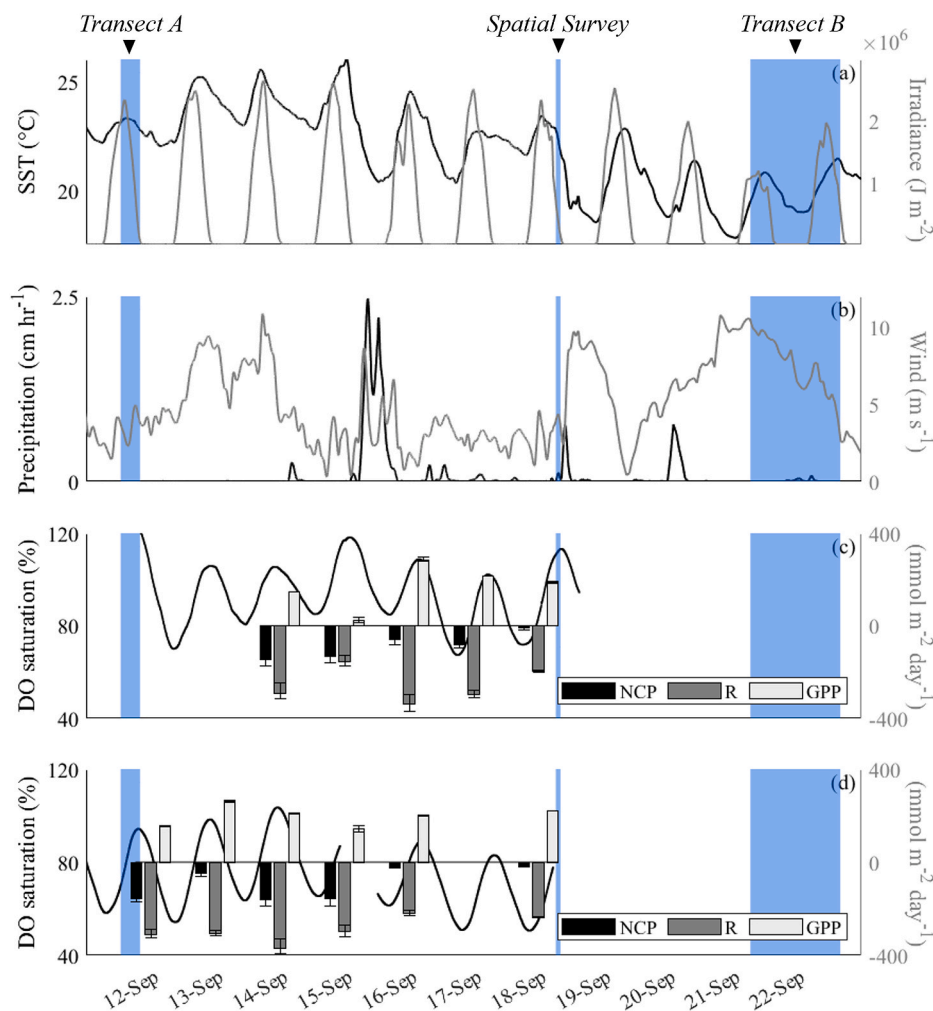 Transect A
Spatial Survey
Transect B
×10⁶
(a)
25
20
SST (°C)
2
1
Irradiance (J m⁻²)
(b)
2.5
1
0
Precipitation (cm hr⁻¹)
10
5
0
Wind (m s⁻¹)
(c)
120
80
40
DO saturation (%)
400
0
-400
(mmol m⁻² day⁻¹)
NCP R GPP
(d)
120
80
40
DO saturation (%)
400
0
-400
(mmol m⁻² day⁻¹)
NCP R GPP
12-Sep
13-Sep
14-Sep
15-Sep
16-Sep
17-Sep
18-Sep
19-Sep
20-Sep
21-Sep
22-Sep